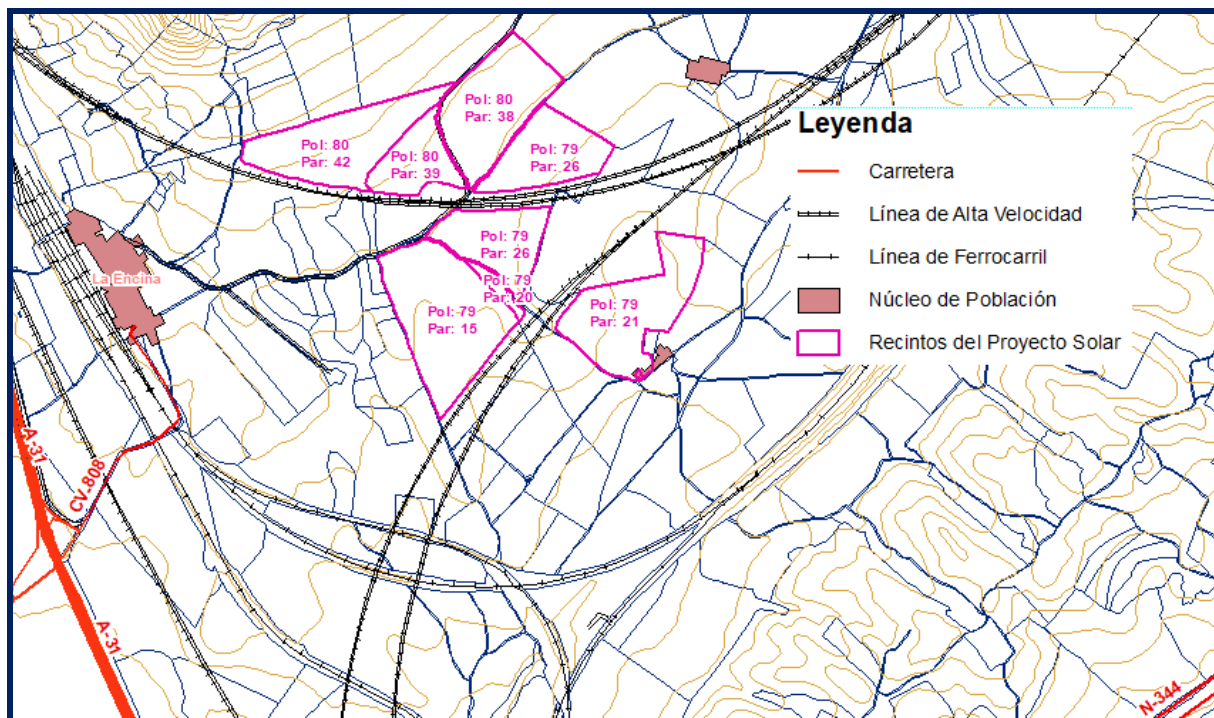 Pol: 80
Par: 38
Pol: 80
Par: 42
Pol: 80
Par: 39
Pol: 79
Par: 26
Pol: 79
Par: 26
Pol: 79
Par: 20
Pol: 79
Par: 15
Pol: 79
Par: 21
La Encina
A-31
CV-808
A-31
N-344
Leyenda
Carretera
Línea de Alta Velocidad
Línea de Ferrocarril
Núcleo de Población
Recintos del Proyecto Solar